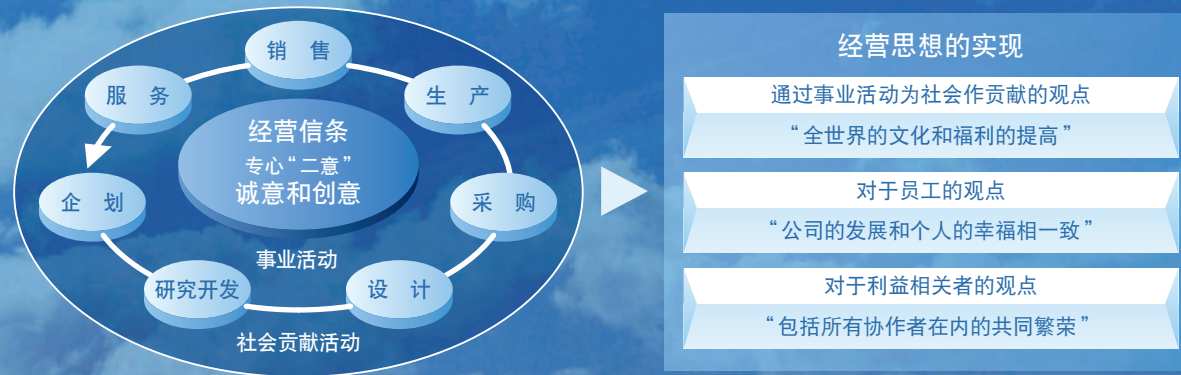 销 售
服 务
生 产
经营信条
专心“二意”
诚意和创意
企 划
采 购
事业活动
研究开发
设 计
社会贡献活动
经营思想的实现
通过事业活动为社会作贡献的观点
“全世界的文化和福利的提高”
对于员工的观点
“公司的发展和个人的幸福相一致”
对于利益相关者的观点
“包括所有协作者在内的共同繁荣”